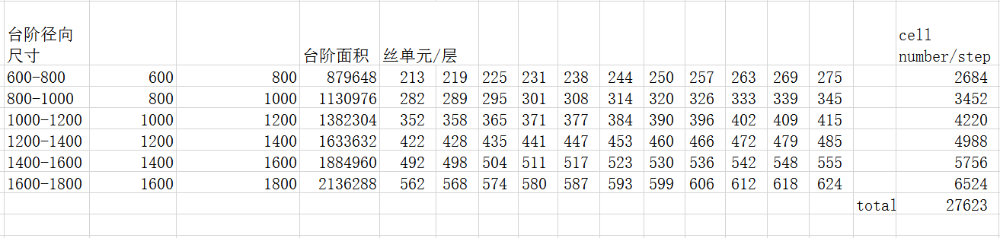 台阶径向
尺寸 台阶面积 丝单元/层 cell
number/step
600-800 600 800 879648 213 219 225 231 238 244 250 257 263 269 275 2684
800-1000 800 1000 1130976 282 289 295 301 308 314 320 326 333 339 345 3452
1000-1200 1000 1200 1382304 352 358 365 371 377 384 390 396 402 409 415 4220
1200-1400 1200 1400 1633632 422 428 435 441 447 453 460 466 472 479 485 4988
1400-1600 1400 1600 1884960 492 498 504 511 517 523 530 536 542 548 555 5756
1600-1800 1600 1800 2136288 562 568 574 580 587 593 599 606 612 618 624 6524
total 27623